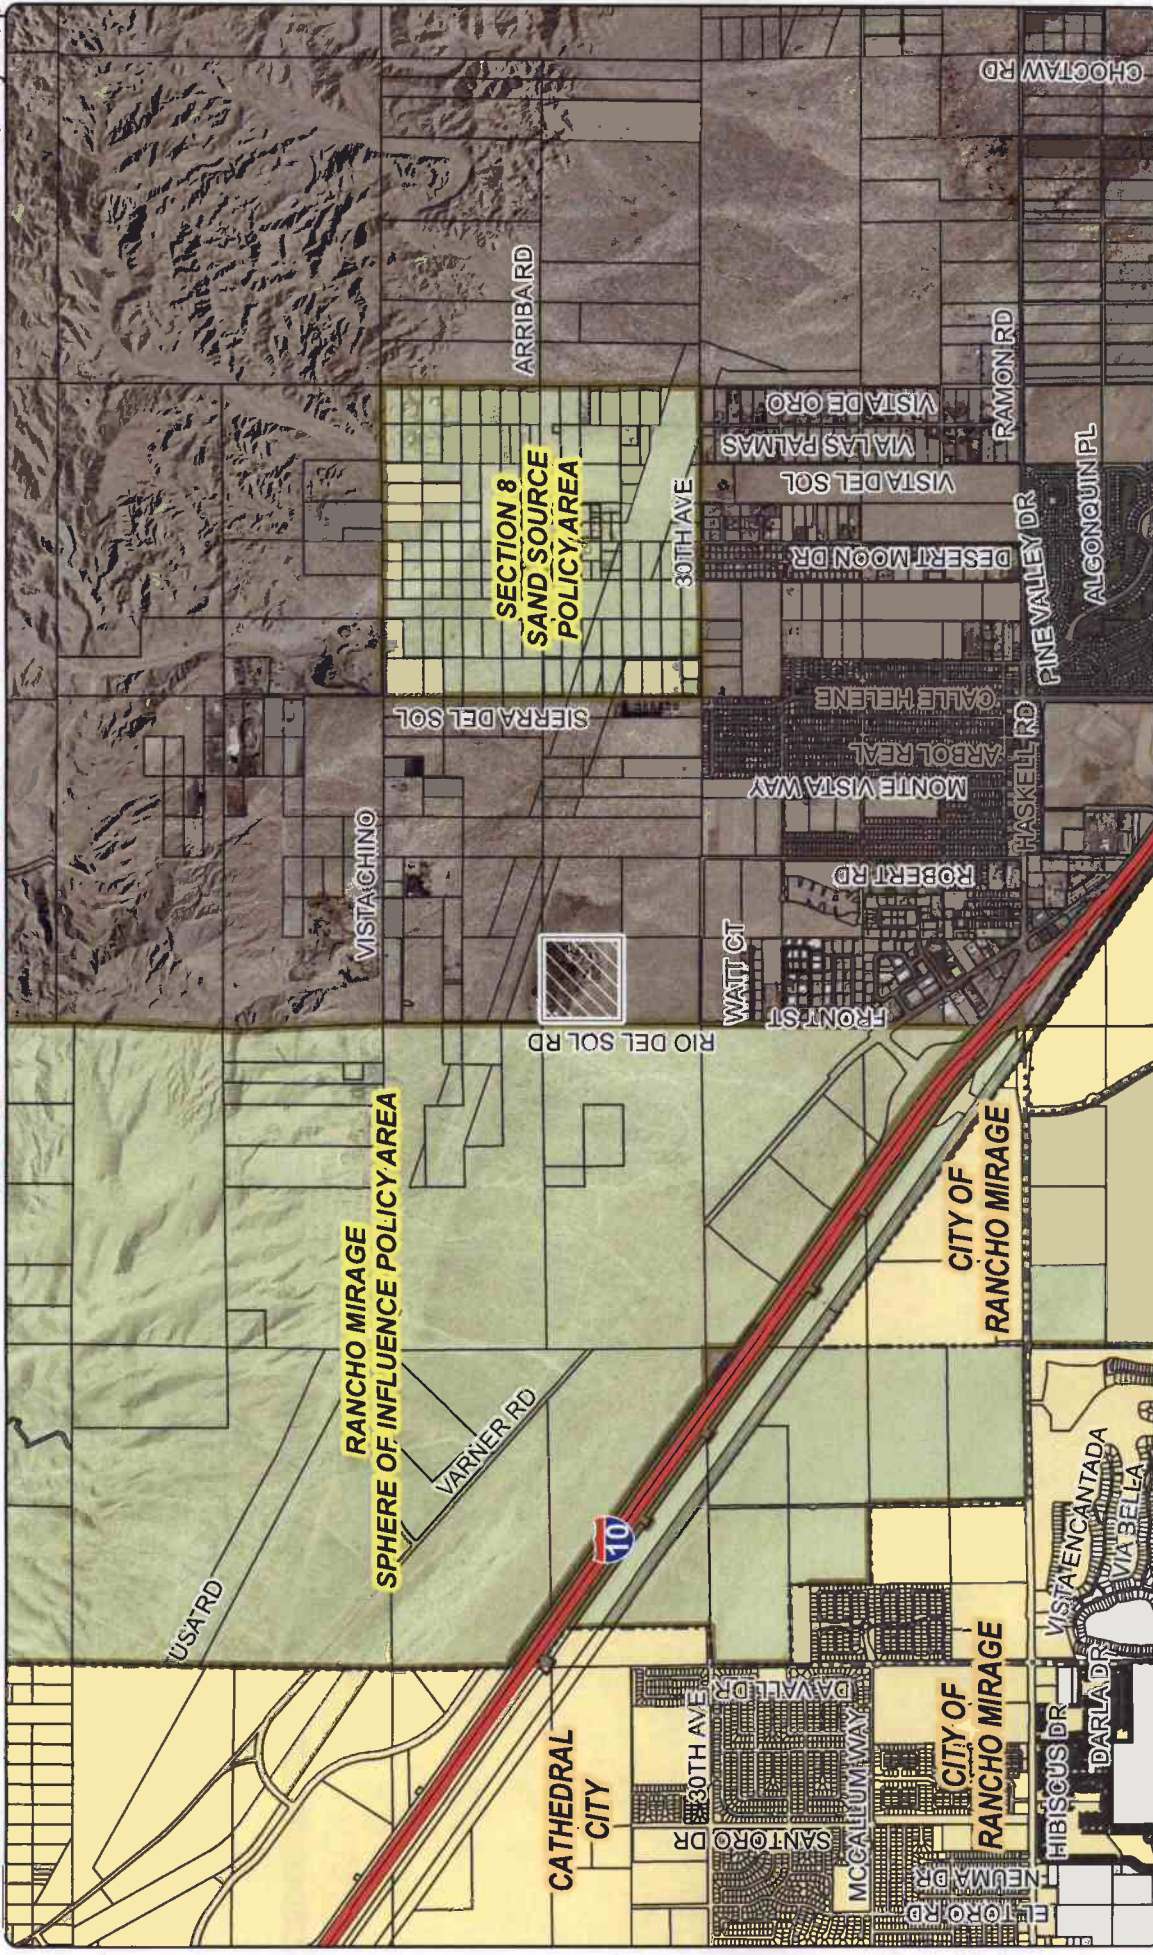 CHOCTAW RD
ARRIBA RD
RAMON RD
VISTA DE ORO
VIA LAS PALMAS
VISTA DEL SOL
DESERT MOON DR
30TH AVE
SECTION 8
SAND SOURCE
POLICY AREA
PINE VALLEY DR
ALGONQUIN PL
SIERRA DEL SOL
CALLE HELENE
ARBOL REAL
MONTE VISTA WAY
HASKELL RD
ROBERT RD
VISTA CHINO
WATT CT
FRONT ST
RIO DEL SOL RD
RANCHO MIRAGE
SPHERE OF INFLUENCE POLICY AREA
CITY OF
RANCHO MIRAGE
VARNER RD
10
TUSA RD
VISTA ENCANTADA
VIA BELLA
DARLA DR
HIBISCUS DR
CATHEDRAL
CITY
30TH AVE
DA VALL DR
SANTORO DR
MCCALLUM WAY
CITY OF
RANCHO MIRAGE
NEUMA DR
EL TORO RD